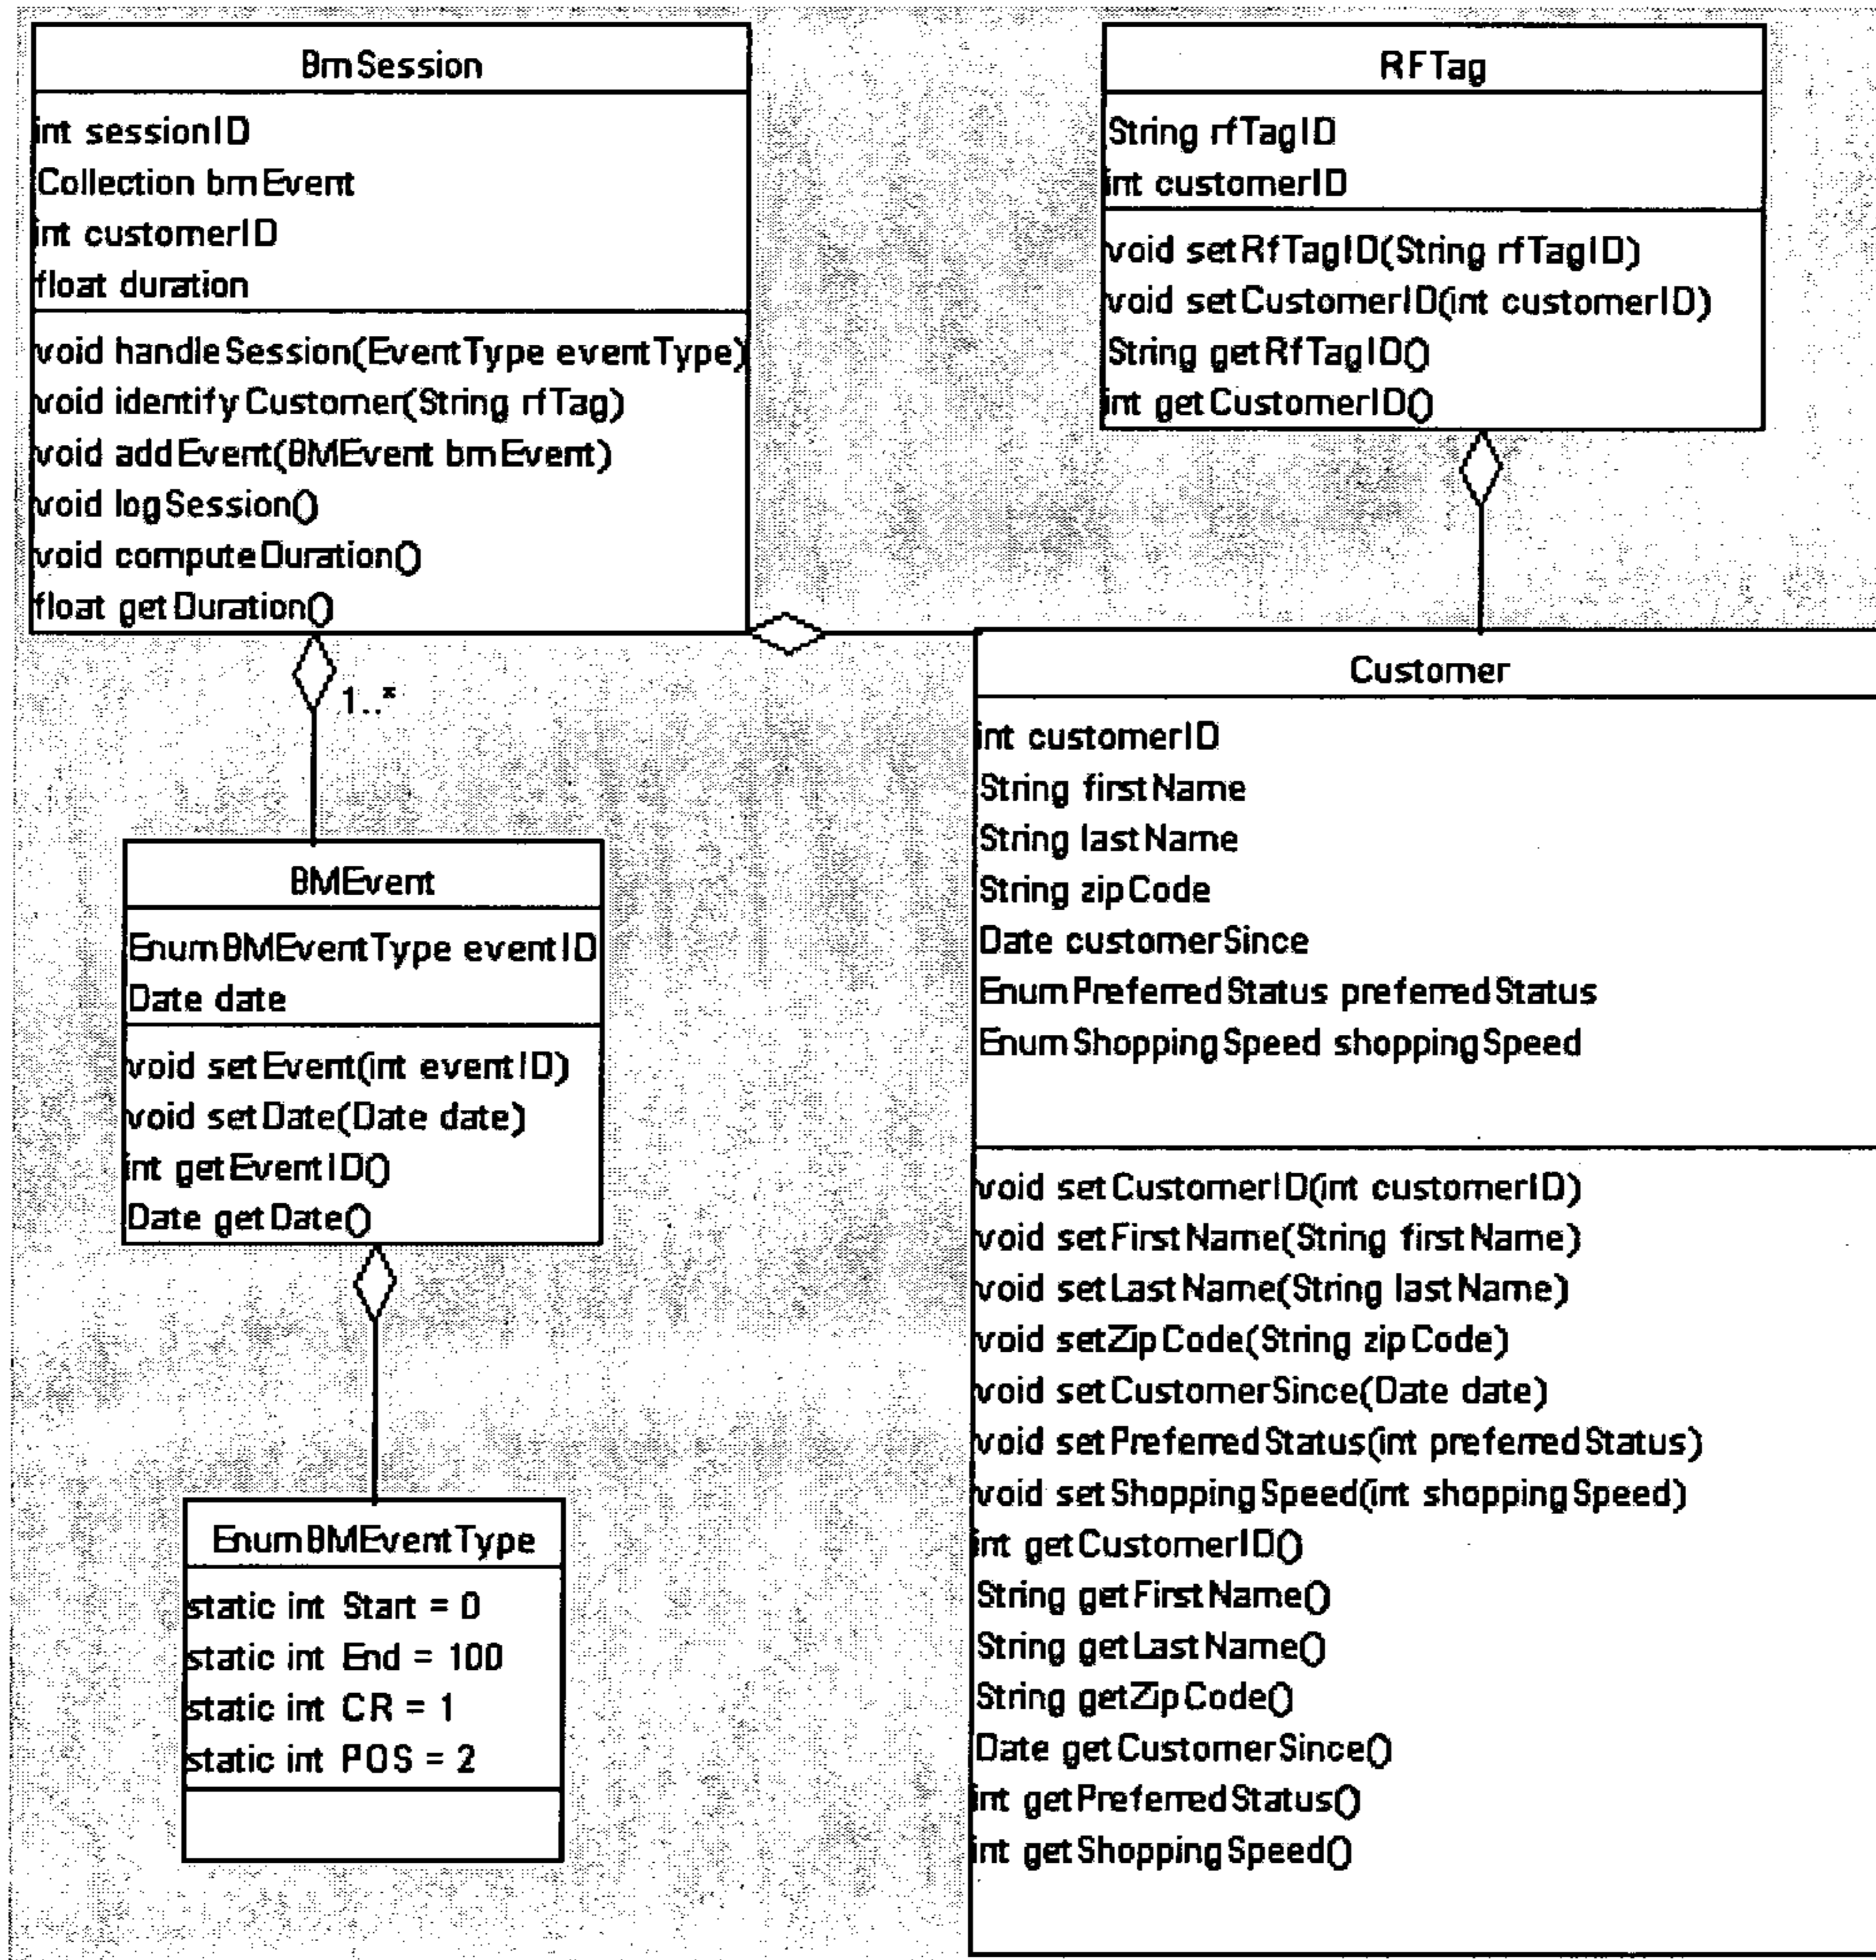 BmSession
int sessionID
Collection bmEvent
int customerID
float duration
void handleSession(EventType eventType)
void identifyCustomer(String rfTag)
void addEvent(BMEvent bmEvent)
void logSession()
void computeDuration()
float getDuration()
1..*
RFTag
String rfTagID
int customerID
void setRfTagID(String rfTagID)
void setCustomerID(int customerID)
String getRfTagID()
int getCustomerID()
BMEvent
EnumBMEventType eventID
Date date
void setEvent(int eventID)
void setDate(Date date)
int getEventID()
Date getDate()
EnumBMEventType
static int Start = 0
static int End = 100
static int CR = 1
static int POS = 2
Customer
int customerID
String firstName
String lastName
String zipCode
Date customerSince
EnumPreferredStatus preferredStatus
EnumShoppingSpeed shoppingSpeed
void setCustomerID(int customerID)
void setFirstName(String firstName)
void setLastName(String lastName)
void setZipCode(String zipCode)
void setCustomerSince(Date date)
void setPreferredStatus(int preferredStatus)
void setShoppingSpeed(int shoppingSpeed)
int getCustomerID()
String getFirstName()
String getLastName()
String getZipCode()
Date getCustomerSince()
int getPreferredStatus()
int getShoppingSpeed()